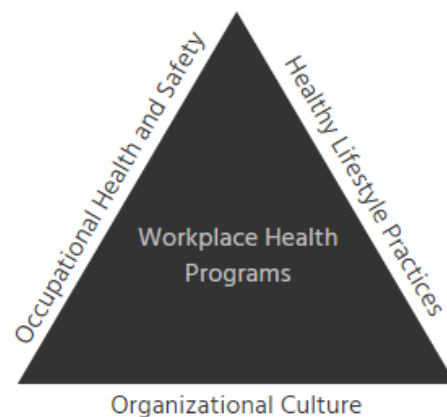 Occupational Health and Safety
Healthy Lifestyle Practices
Workplace Health
Programs
Organizational Culture